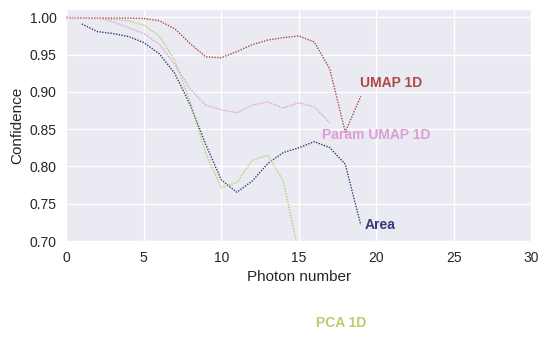 1.00
0.95
0.90
0.85
0.80
0.75
0.70
Confidence
UMAP 1D
Param UMAP 1D
Area
0 5 10 15 20 25 30
Photon number
PCA 1D